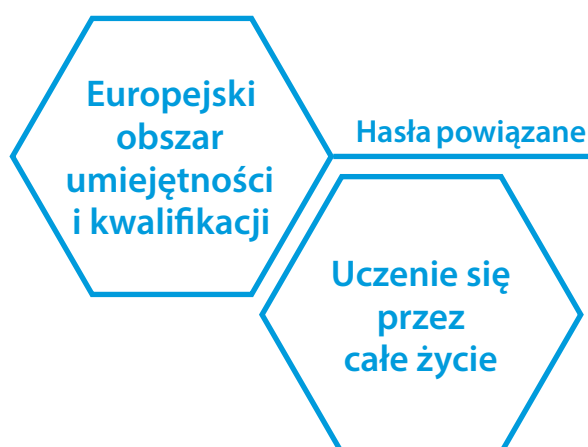 Europejski
obszar
umiejętności
i kwalifikacji
Hasła powiązane
Uczenie się
przez
całe życie